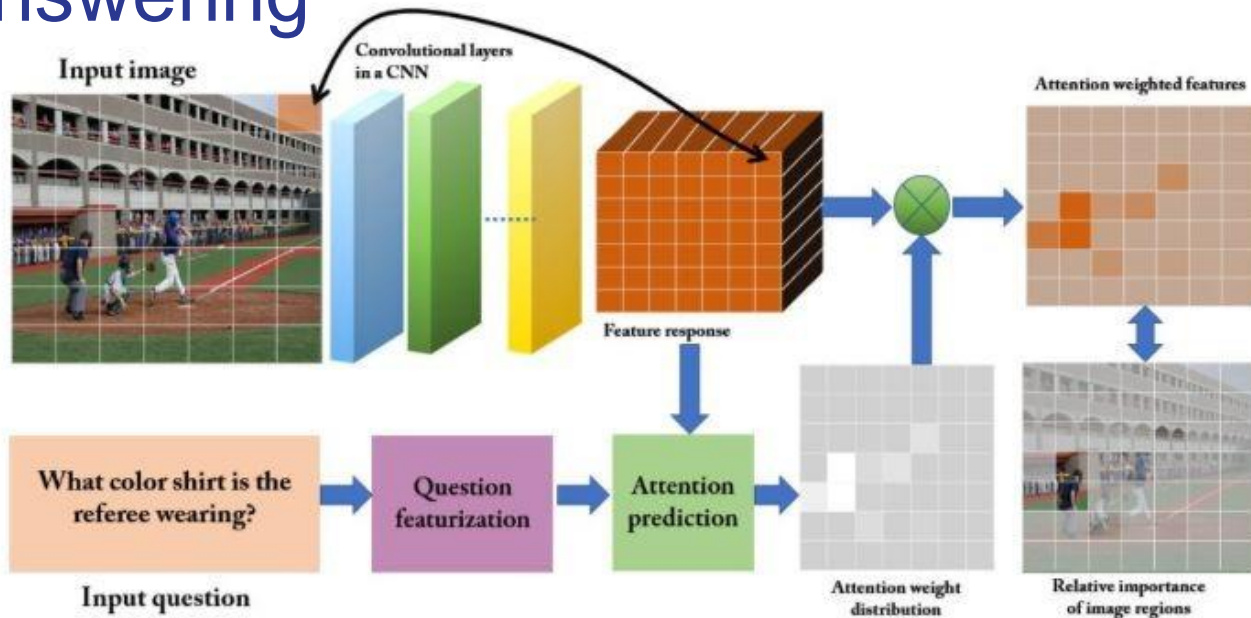 nswering
Convolutional layers
in a CNN
Input image
Attention weighted features
Feature response
What color shirt is the
referee wearing?
Question
featurization
Attention
prediction
Input question
Attention weight
distribution
Relative importance
of image regions